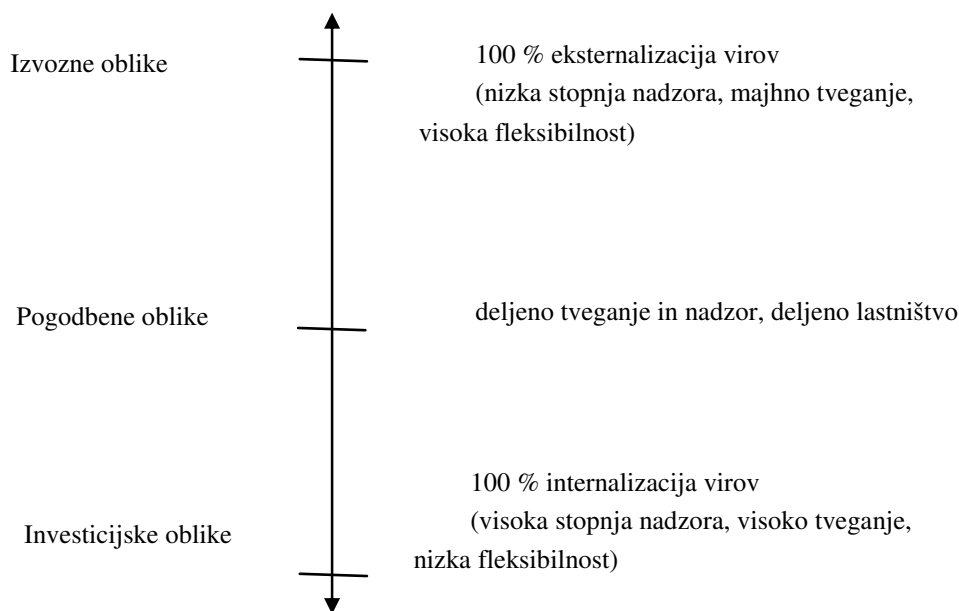 Izvozne oblike
100 % eksternalizacija virov
(nizka stopnja nadzora, majhno tveganje,
visoka fleksibilnost)
Pogodbene oblike
deljeno tveganje in nadzor, deljeno lastništvo
Investicijske oblike
100 % internalizacija virov
(visoka stopnja nadzora, visoko tveganje,
nizka fleksibilnost)